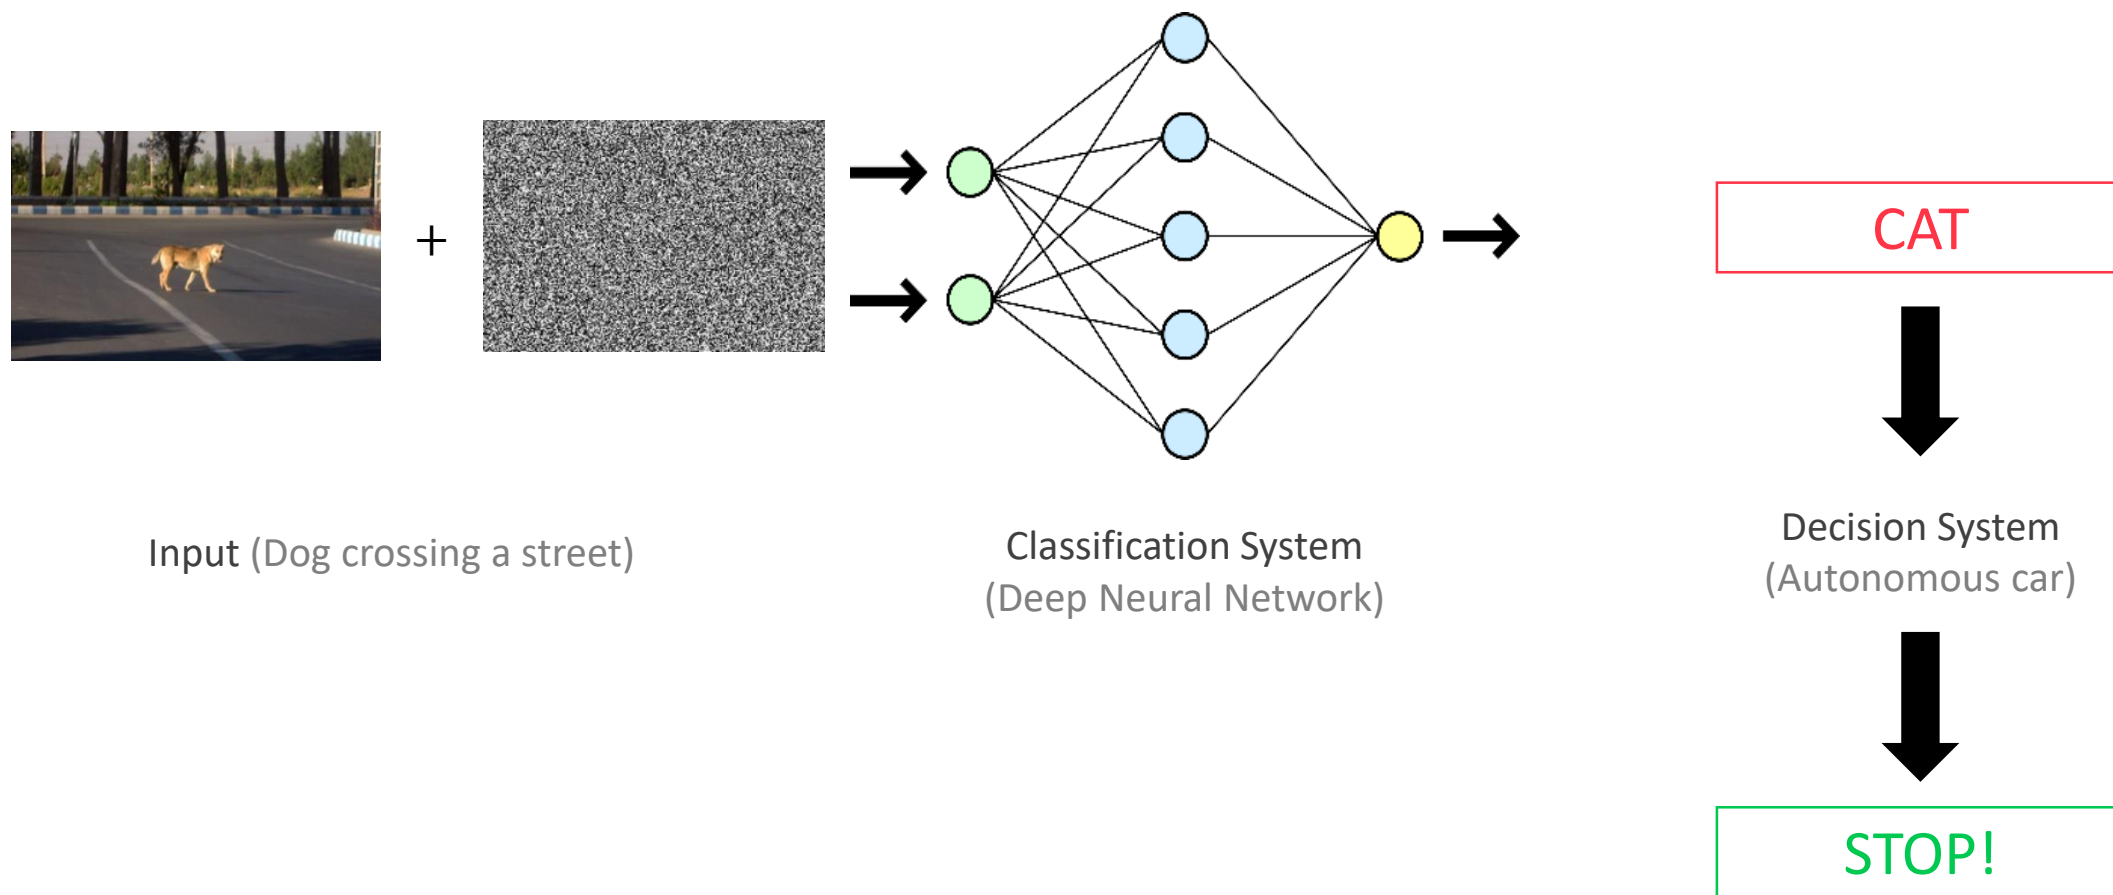 +
Input (Dog crossing a street)
Classification System
(Deep Neural Network)
CAT
Decision System
(Autonomous car)
STOP!